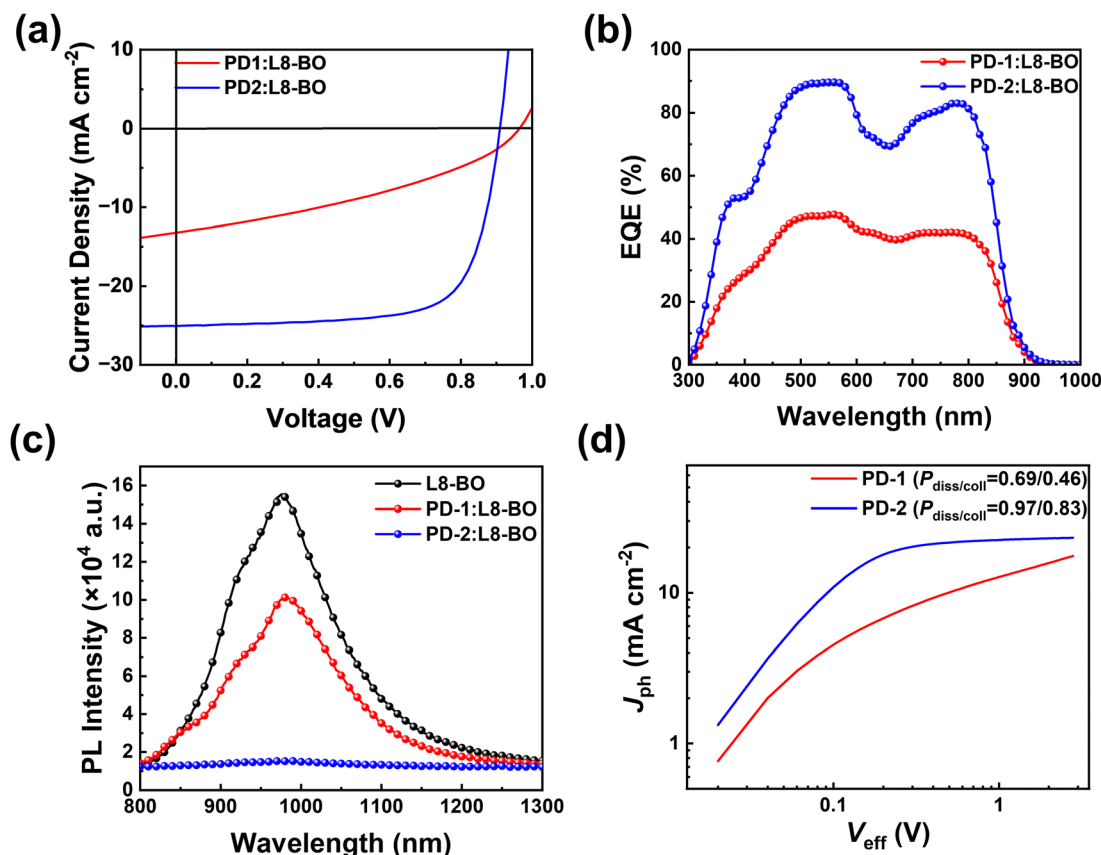 (a)
PD1:L8-BO
PD2:L8-BO
10
0
−10
−20
−30
0.0 0.2 0.4 0.6 0.8 1.0
Current Density (mA cm⁻²)
Voltage (V)
(b)
PD-1:L8-BO
PD-2:L8-BO
100
80
60
40
20
0
300 400 500 600 700 800 900 1000
EQE (%)
Wavelength (nm)
(c)
L8-BO
PD-1:L8-BO
PD-2:L8-BO
16
14
12
10
8
6
4
2
0
800 900 1000 1100 1200 1300
PL Intensity (×10⁴ a.u.)
Wavelength (nm)
(d)
PD-1 (P_diss/coll=0.69/0.46)
PD-2 (P_diss/coll=0.97/0.83)
10
1
0.1 1
J_ph (mA cm⁻²)
V_eff (V)